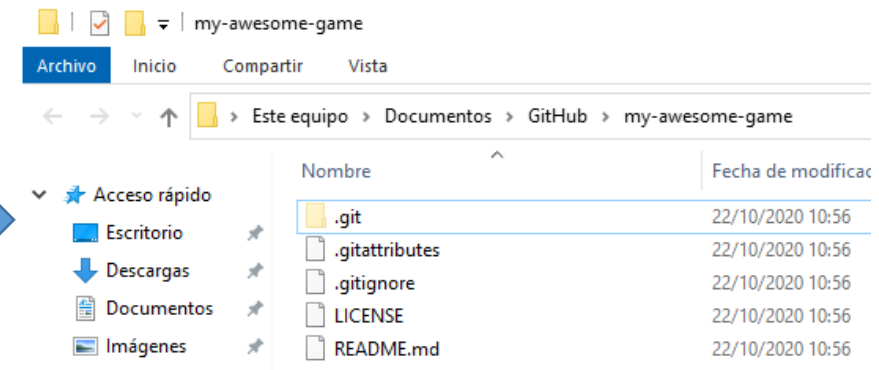 my-awesome-game
Archivo Inicio Compartir Vista
Este equipo > Documentos > GitHub > my-awesome-game
Nombre Fecha de modificac
Acceso rápido
Escritorio
Descargas
Documentos
Imágenes
.git 22/10/2020 10:56
.gitattributes 22/10/2020 10:56
.gitignore 22/10/2020 10:56
LICENSE 22/10/2020 10:56
README.md 22/10/2020 10:56